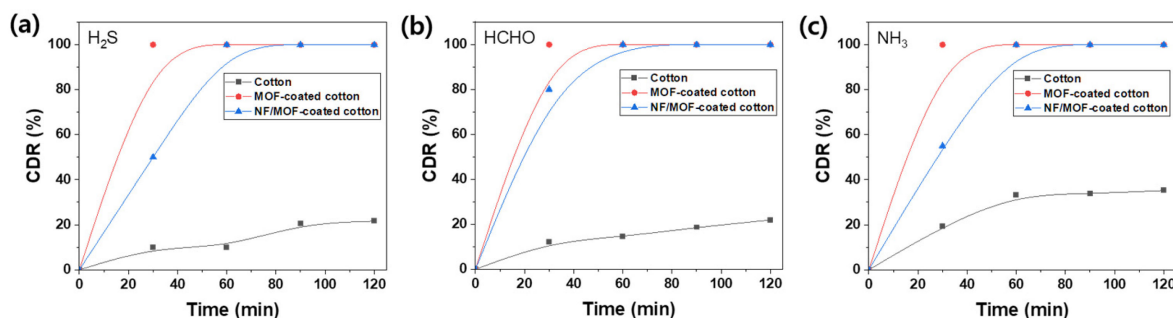 (a)
H₂S
CDR (%)
100
80
60
40
20
0
Cotton
MOF-coated cotton
NF/MOF-coated cotton
0 20 40 60 80 100 120
Time (min)
(b)
HCHO
CDR (%)
100
80
60
40
20
0
Cotton
MOF-coated cotton
NF/MOF-coated cotton
0 20 40 60 80 100 120
Time (min)
(c)
NH₃
CDR (%)
100
80
60
40
20
0
Cotton
MOF-coated cotton
NF/MOF-coated cotton
0 20 40 60 80 100 120
Time (min)